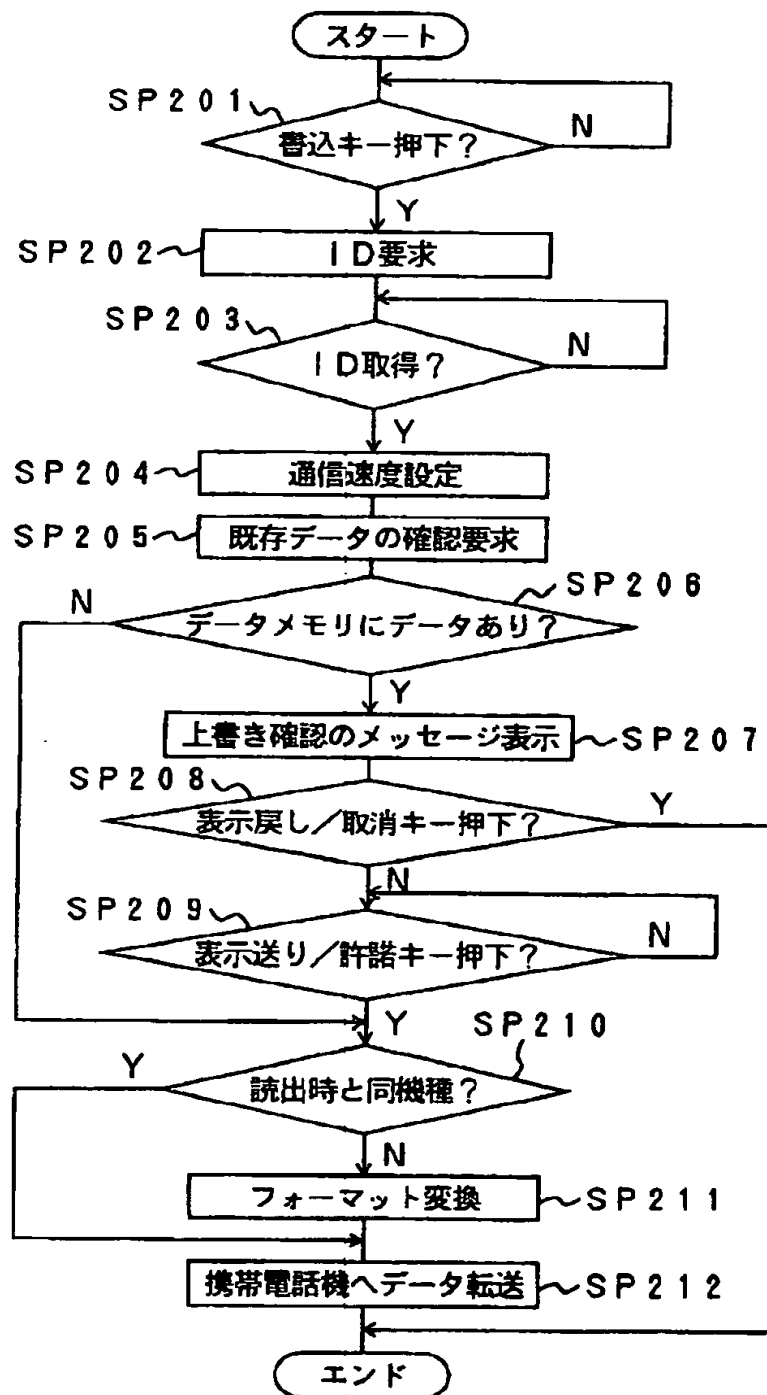 スタート
SP201
書込キー押下?
N
Y
SP202
ID要求
SP203
ID取得?
N
Y
SP204
通信速度設定
SP205
既存データの確認要求
SP206
N
データメモリにデータあり?
Y
上書き確認のメッセージ表示
SP207
SP208
表示戻し/取消キー押下?
Y
N
SP209
表示送り/許諾キー押下?
N
Y
SP210
Y
読出時と同機種?
N
フォーマット変換
SP211
携帯電話機へデータ転送
SP212
エンド